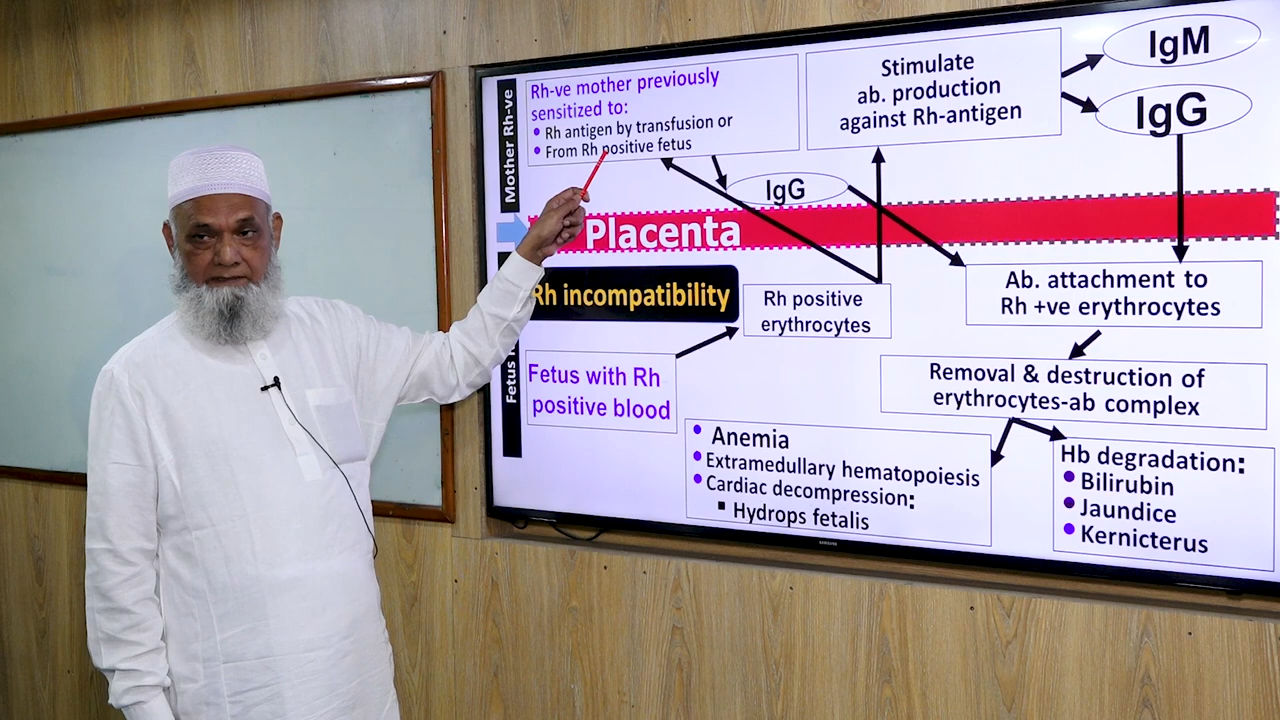 Mother Rh-ve
Rh-ve mother previously
sensitized to:
• Rh antigen by transfusion or
• From Rh positive fetus
Stimulate
ab. production
against Rh-antigen
IgM
IgG
IgG
Placenta
Rh incompatibility
Rh positive
erythrocytes
Ab. attachment to
Rh +ve erythrocytes
Fetus
Fetus with Rh
positive blood
Removal & destruction of
erythrocytes-ab complex
• Anemia
• Extramedullary hematopoiesis
• Cardiac decompression:
▪ Hydrops fetalis
Hb degradation:
• Bilirubin
• Jaundice
• Kernicterus
SAMSUNG